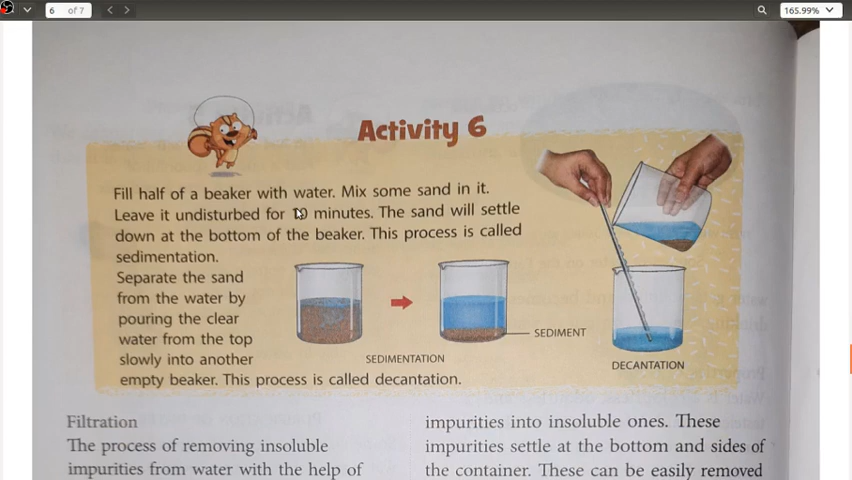 6 of 7
165.99%
Activity 6
Fill half of a beaker with water. Mix some sand in it.
Leave it undisturbed for 10 minutes. The sand will settle
down at the bottom of the beaker. This process is called
sedimentation.
Separate the sand
from the water by
pouring the clear
water from the top
slowly into another
empty beaker. This process is called decantation.
SEDIMENTATION
SEDIMENT
DECANTATION
Filtration
The process of removing insoluble
impurities from water with the help of
impurities into insoluble ones. These
impurities settle at the bottom and sides of
the container. These can be easily removed